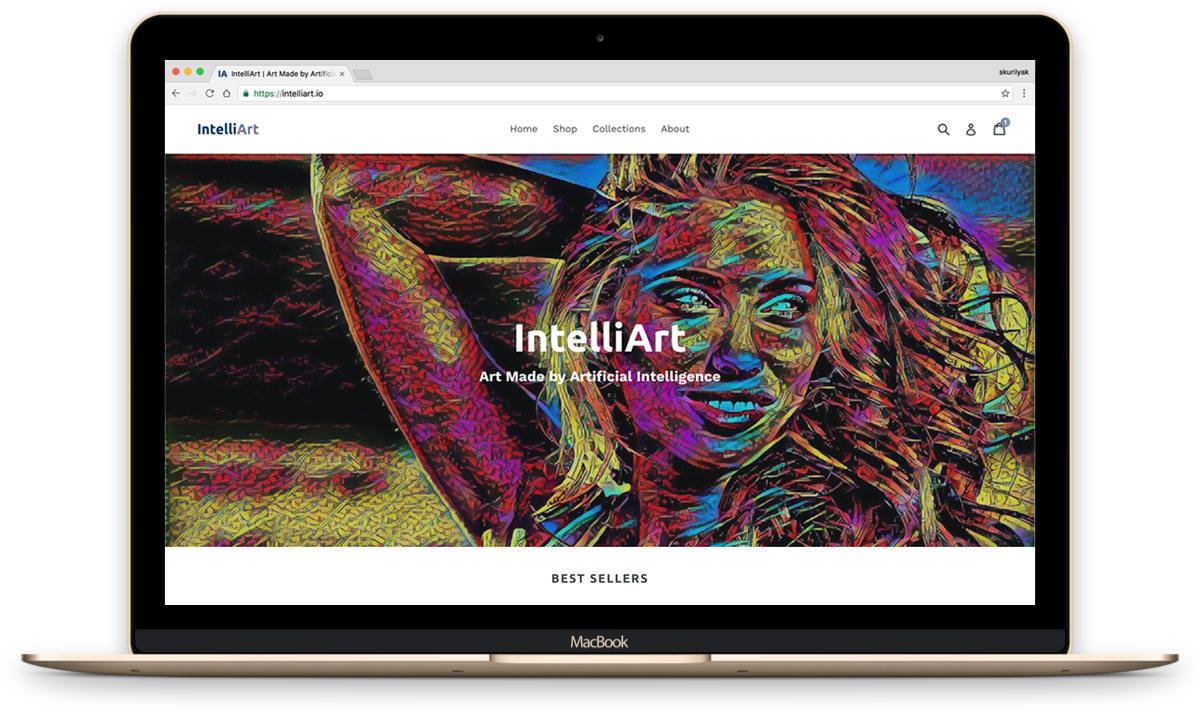 IA IntelliArt | Art Made by Artific
skurilyak
https://intelliart.io
IntelliArt
Home Shop Collections About
1
IntelliArt
Art Made by Artificial Intelligence
BEST SELLERS
MacBook